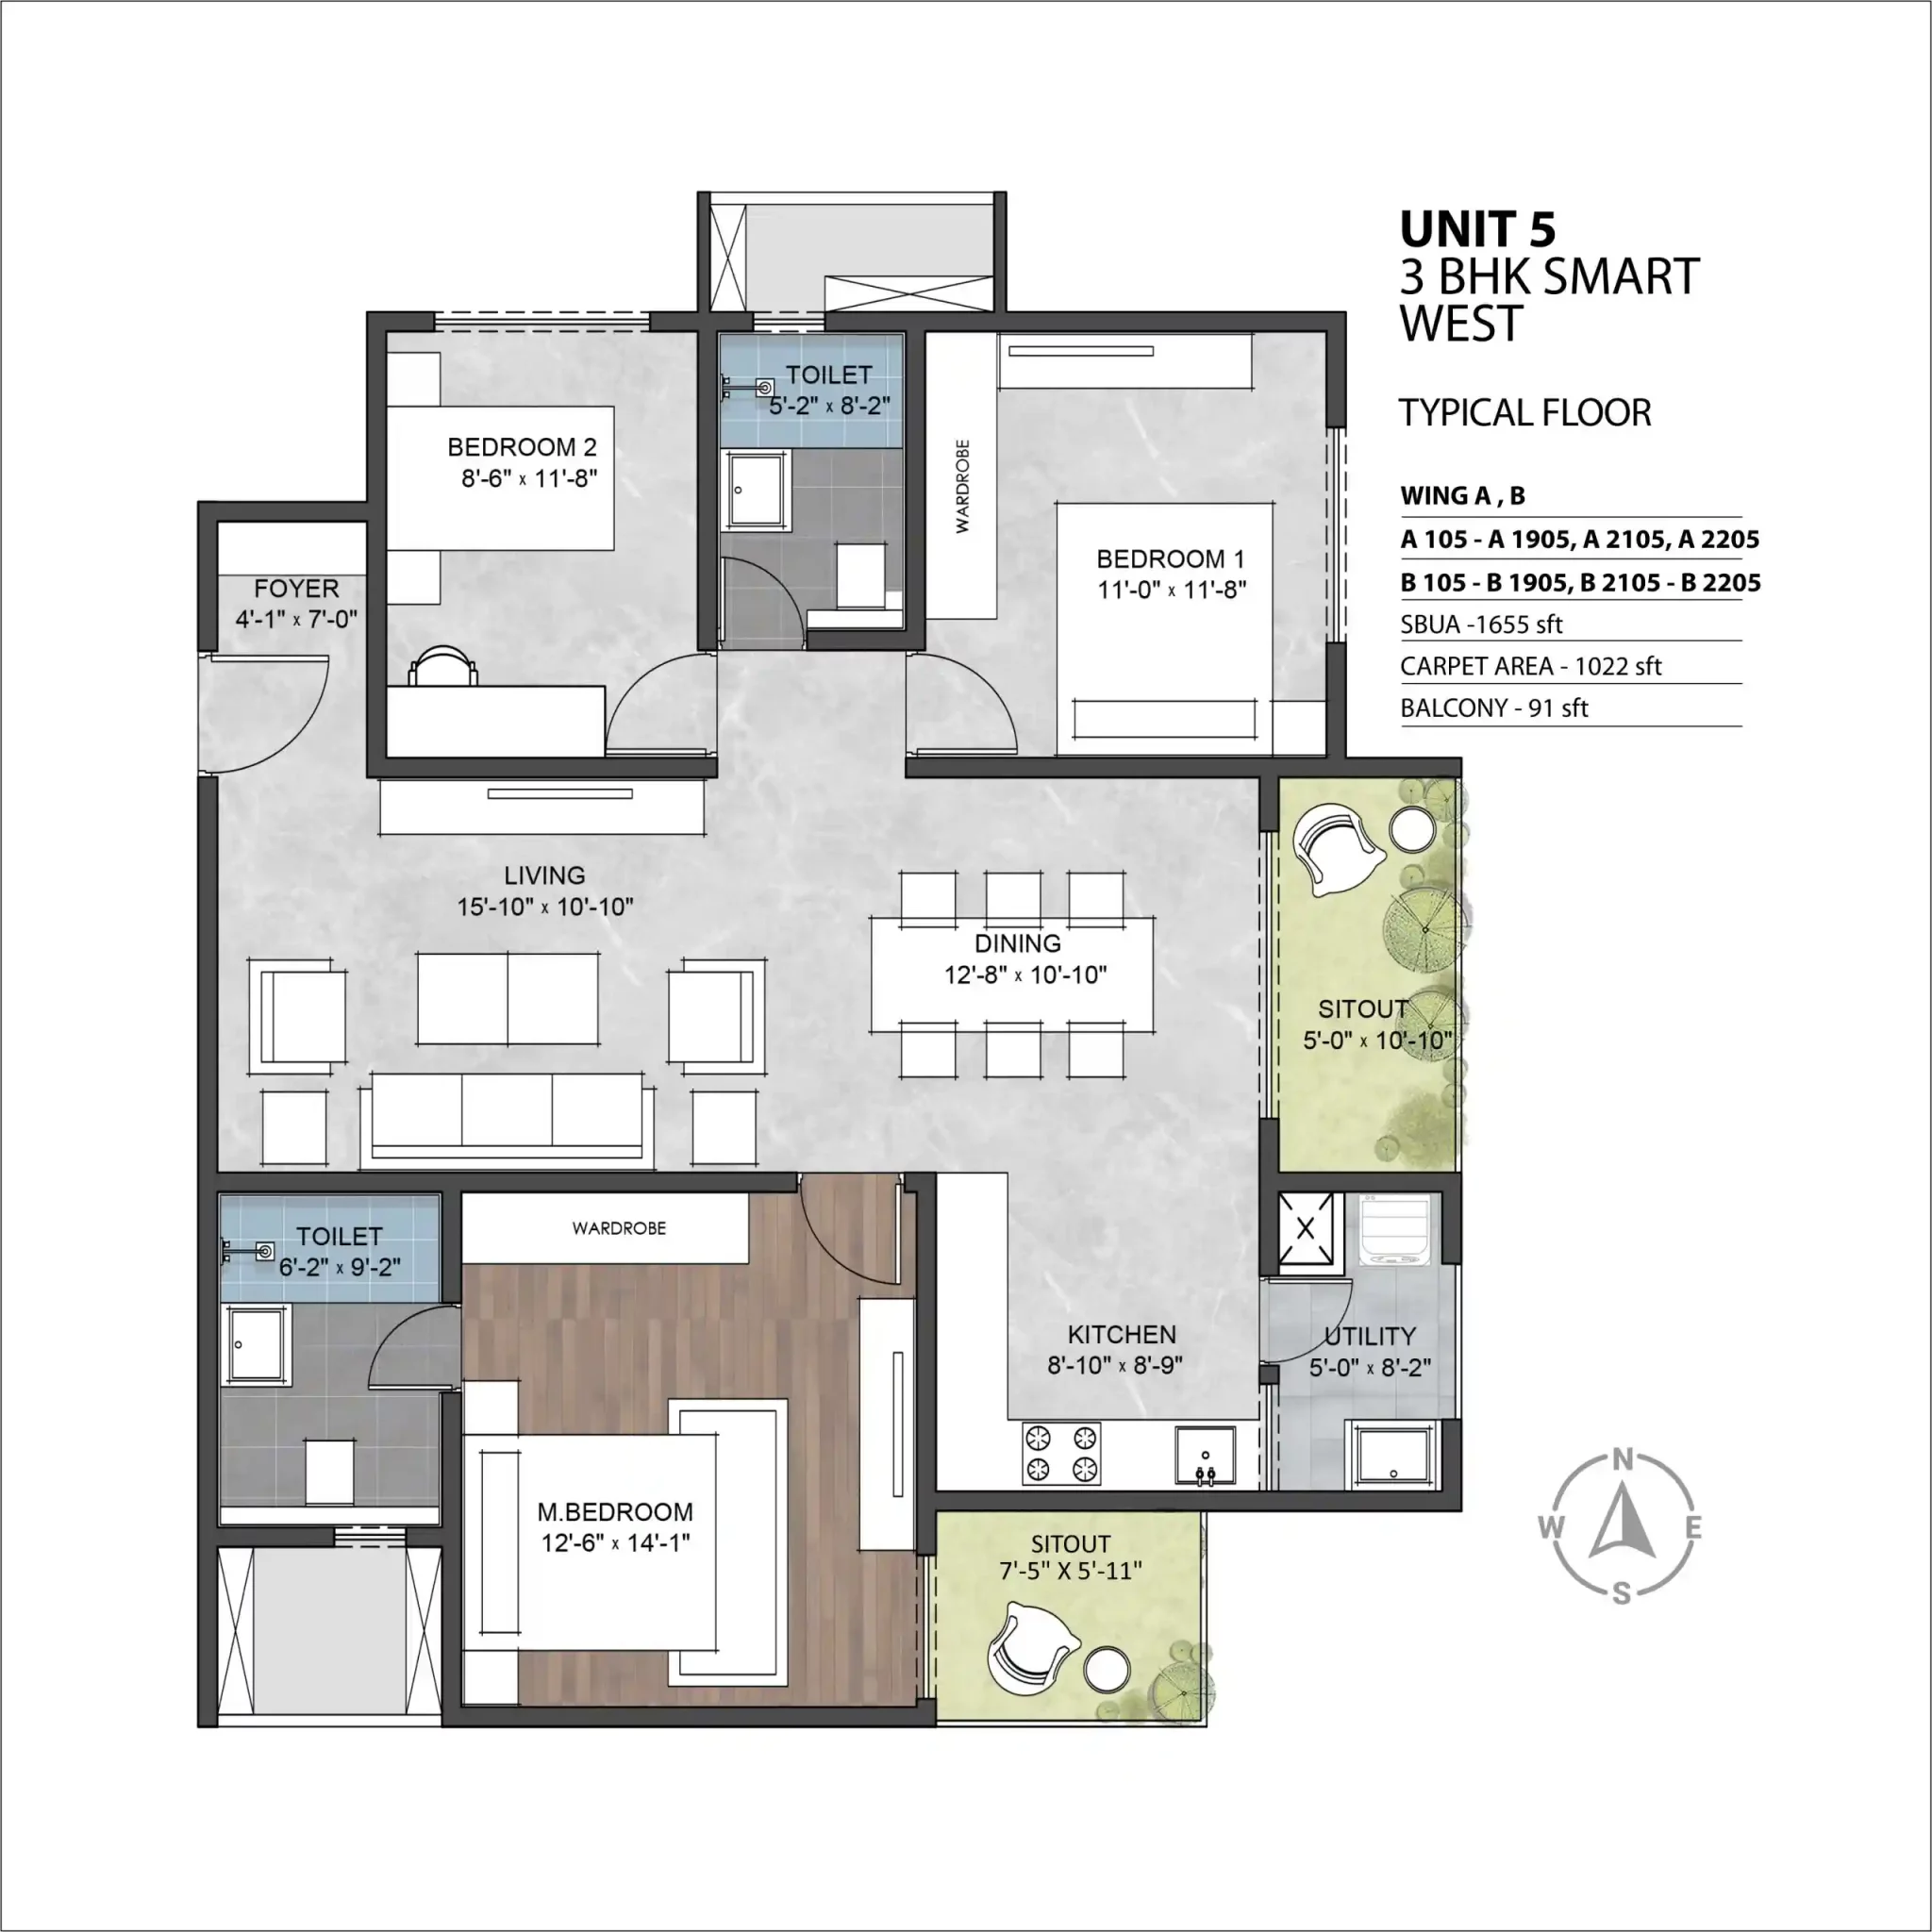 UNIT 5
3 BHK SMART
WEST
TYPICAL FLOOR
WING A , B
A 105 - A 1905, A 2105, A 2205
B 105 - B 1905, B 2105 - B 2205
SBUA -1655 sft
CARPET AREA - 1022 sft
BALCONY - 91 sft
TOILET
5'-2" x 8'-2"
BEDROOM 2
8'-6" x 11'-8"
WARDROBE
BEDROOM 1
11'-0" x 11'-8"
FOYER
4'-1" x 7'-0"
LIVING
15'-10" x 10'-10"
DINING
12'-8" x 10'-10"
SITOUT
5'-0" x 10'-10"
TOILET
6'-2" x 9'-2"
WARDROBE
X
KITCHEN
8'-10" x 8'-9"
UTILITY
5'-0" x 8'-2"
M.BEDROOM
12'-6" x 14'-1"
SITOUT
7'-5" X 5'-11"
N
W E
S